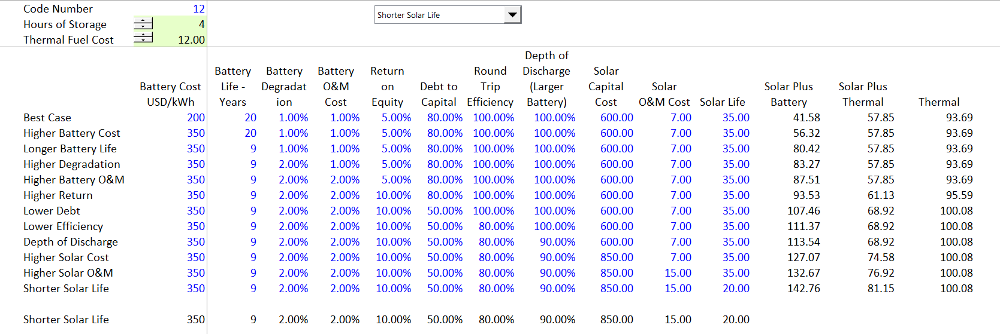 Code Number 12
Shorter Solar Life
Hours of Storage 4
Thermal Fuel Cost 12.00
Depth of
Battery Battery Battery Return Round Discharge Solar
Battery Cost Life - Degradat O&M on Debt to Trip (Larger Capital Solar Solar Plus Solar Plus
USD/kWh Years ion Cost Equity Capital Efficiency Battery) Cost O&M Cost Solar Life Battery Thermal Thermal
Best Case 200 20 1.00% 1.00% 5.00% 80.00% 100.00% 100.00% 600.00 7.00 35.00 41.58 57.85 93.69
Higher Battery Cost 350 20 1.00% 1.00% 5.00% 80.00% 100.00% 100.00% 600.00 7.00 35.00 56.32 57.85 93.69
Longer Battery Life 350 9 1.00% 1.00% 5.00% 80.00% 100.00% 100.00% 600.00 7.00 35.00 80.42 57.85 93.69
Higher Degradation 350 9 2.00% 1.00% 5.00% 80.00% 100.00% 100.00% 600.00 7.00 35.00 83.27 57.85 93.69
Higher Battery O&M 350 9 2.00% 2.00% 5.00% 80.00% 100.00% 100.00% 600.00 7.00 35.00 87.51 57.85 93.69
Higher Return 350 9 2.00% 2.00% 10.00% 80.00% 100.00% 100.00% 600.00 7.00 35.00 93.53 61.13 95.59
Lower Debt 350 9 2.00% 2.00% 10.00% 50.00% 100.00% 100.00% 600.00 7.00 35.00 107.46 68.92 100.08
Lower Efficiency 350 9 2.00% 2.00% 10.00% 50.00% 80.00% 100.00% 600.00 7.00 35.00 111.37 68.92 100.08
Depth of Discharge 350 9 2.00% 2.00% 10.00% 50.00% 80.00% 90.00% 600.00 7.00 35.00 113.54 68.92 100.08
Higher Solar Cost 350 9 2.00% 2.00% 10.00% 50.00% 80.00% 90.00% 850.00 7.00 35.00 127.07 74.58 100.08
Higher Solar O&M 350 9 2.00% 2.00% 10.00% 50.00% 80.00% 90.00% 850.00 15.00 35.00 132.67 76.92 100.08
Shorter Solar Life 350 9 2.00% 2.00% 10.00% 50.00% 80.00% 90.00% 850.00 15.00 20.00 142.76 81.15 100.08
Shorter Solar Life 350 9 2.00% 2.00% 10.00% 50.00% 80.00% 90.00% 850.00 15.00 20.00